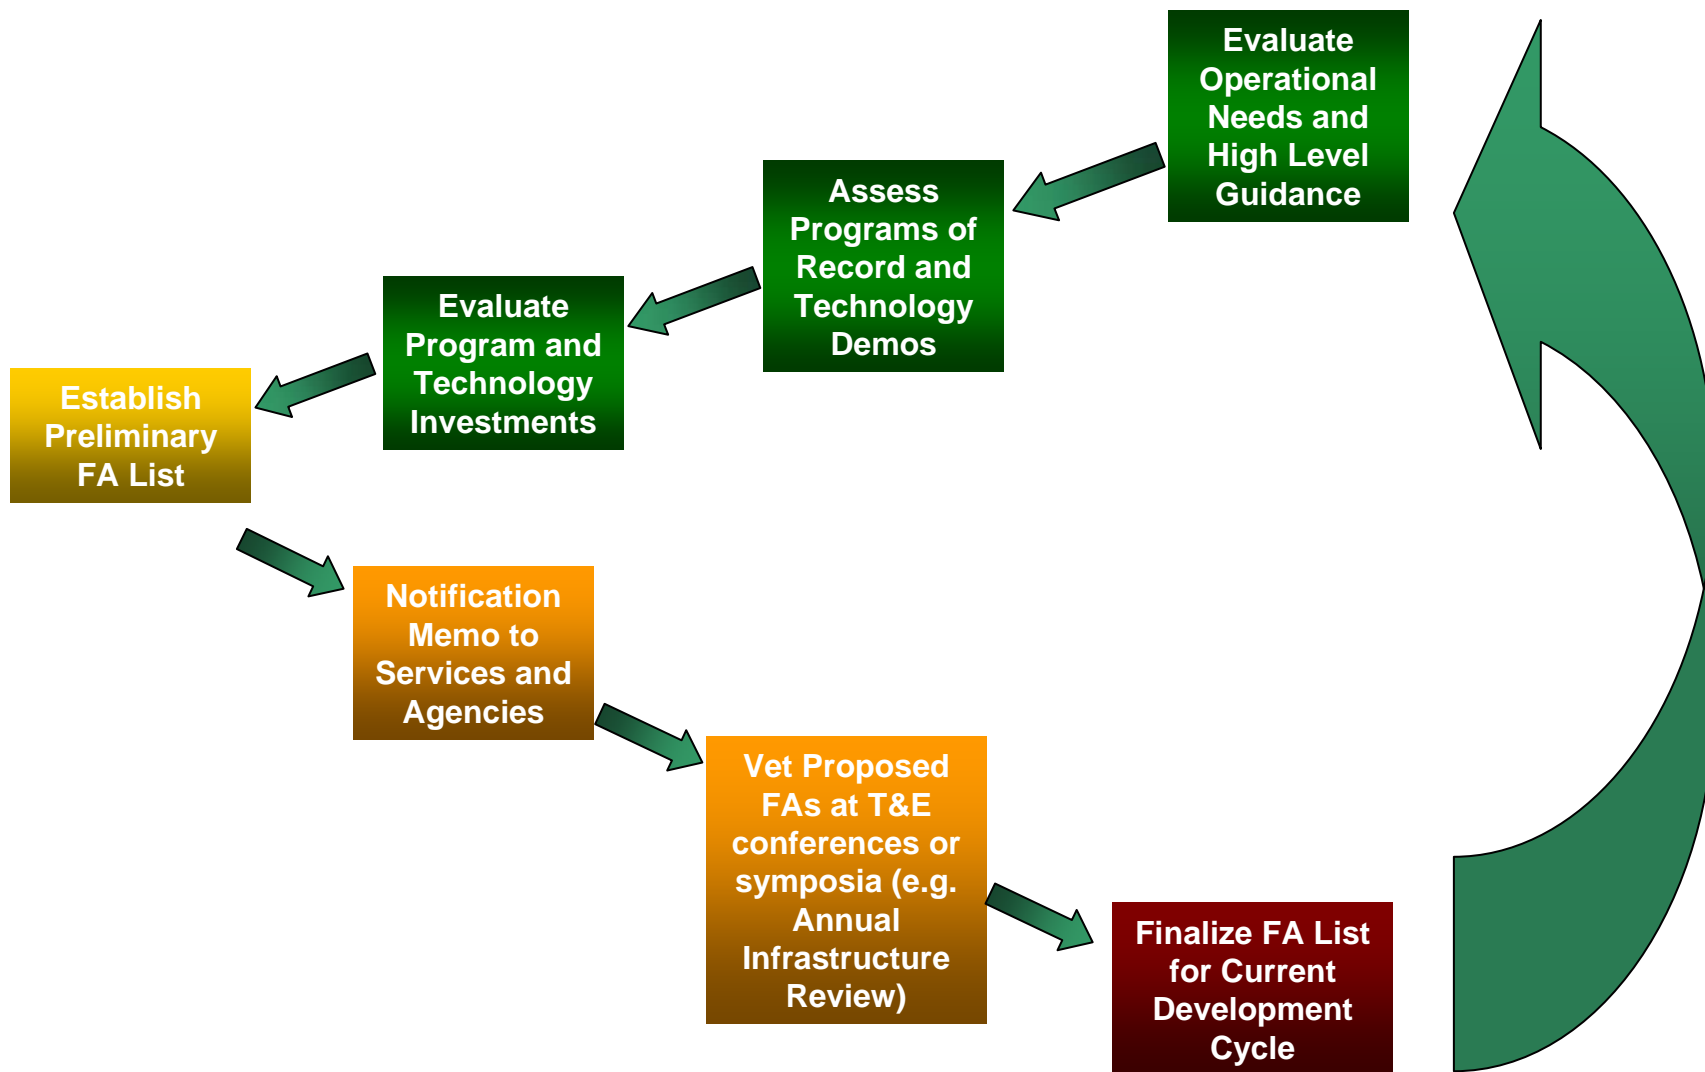 Evaluate
Operational
Needs and
High Level
Guidance
Assess
Programs of
Record and
Technology
Demos
Evaluate
Program and
Technology
Investments
Establish
Preliminary
FA List
Notification
Memo to
Services and
Agencies
Vet Proposed
FAs at T&E
conferences or
symposia (e.g.
Annual
Infrastructure
Review)
Finalize FA List
for Current
Development
Cycle